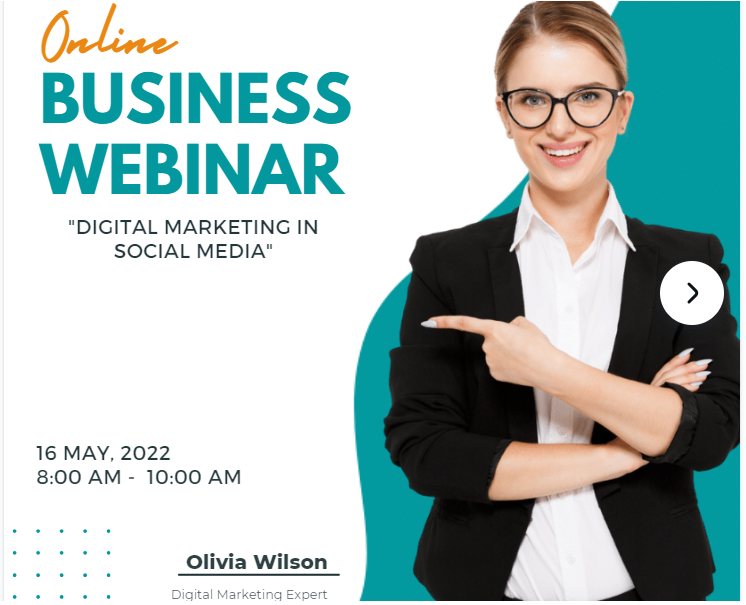 Online
BUSINESS
WEBINAR
"DIGITAL MARKETING IN
SOCIAL MEDIA"
16 MAY, 2022
8:00 AM - 10:00 AM
Olivia Wilson
Digital Marketing Expert